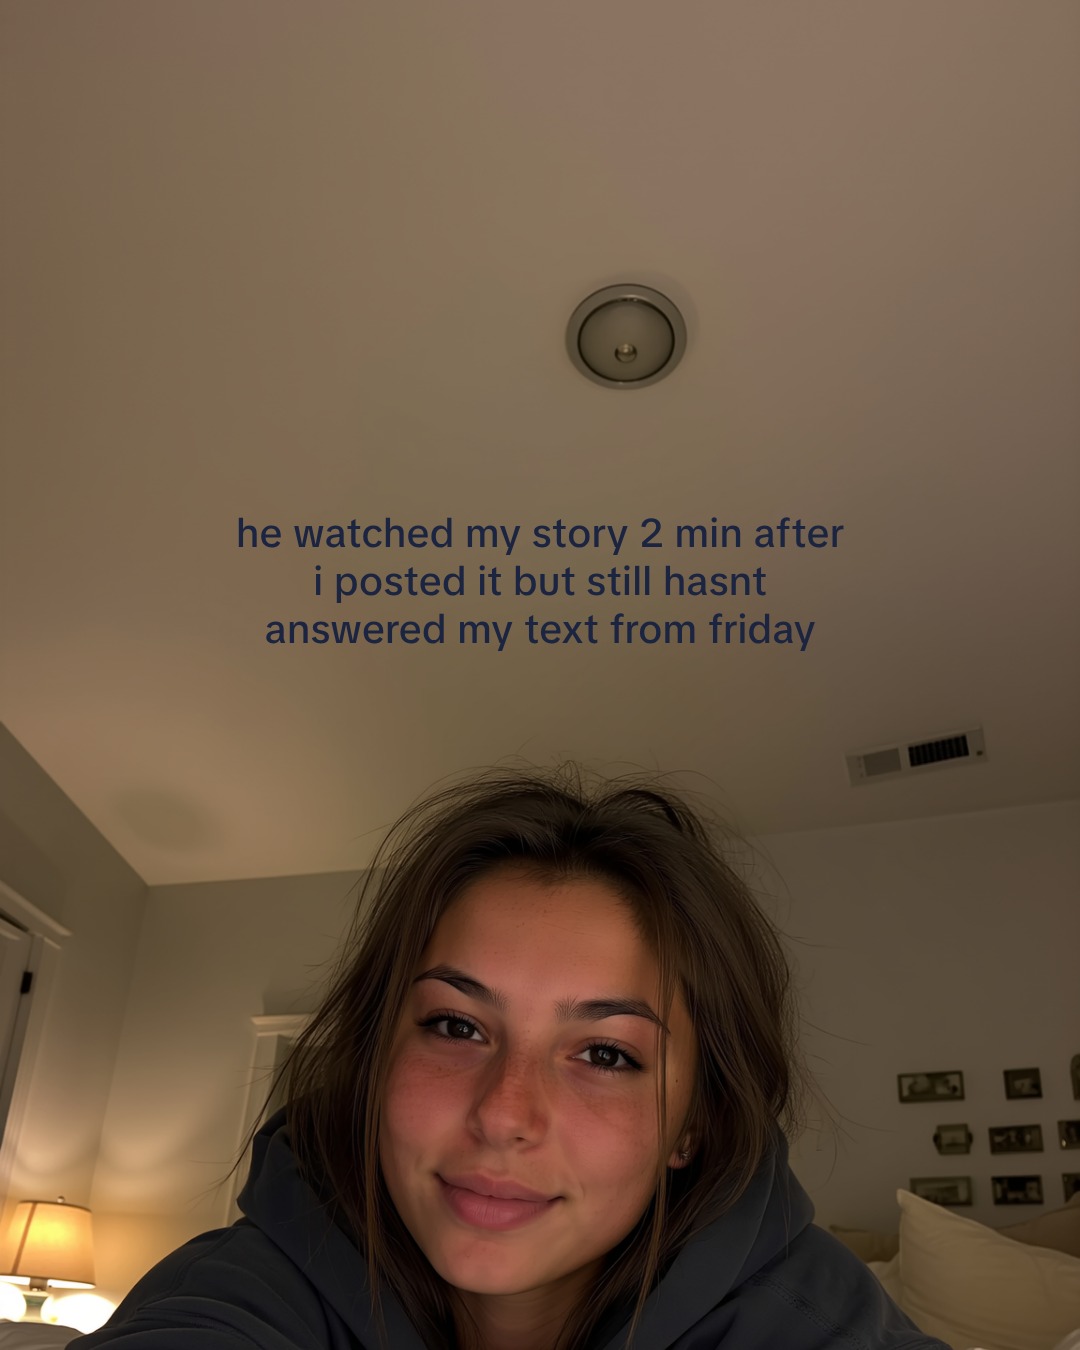 he watched my story 2 min after
i posted it but still hasnt
answered my text from friday